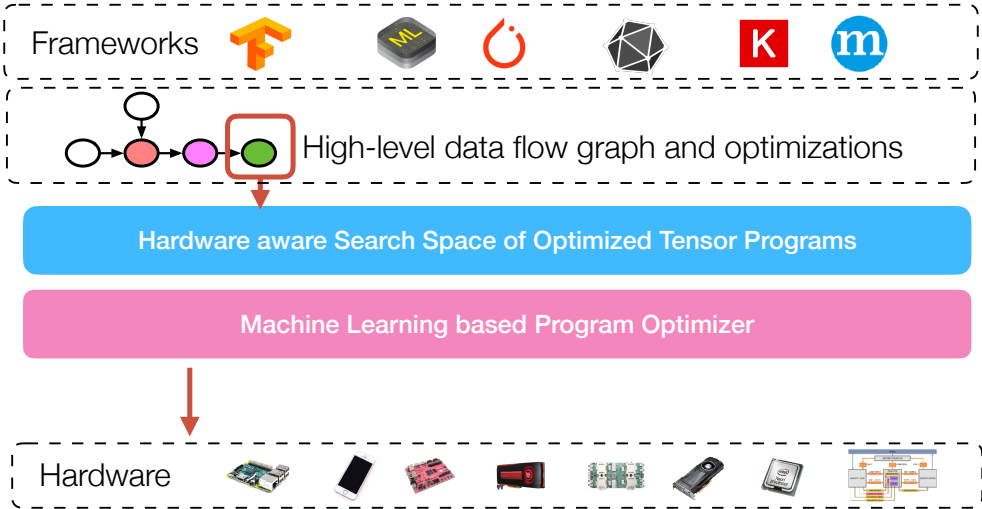 Frameworks
ML
K
m
High-level data flow graph and optimizations
Hardware aware Search Space of Optimized Tensor Programs
Machine Learning based Program Optimizer
Hardware